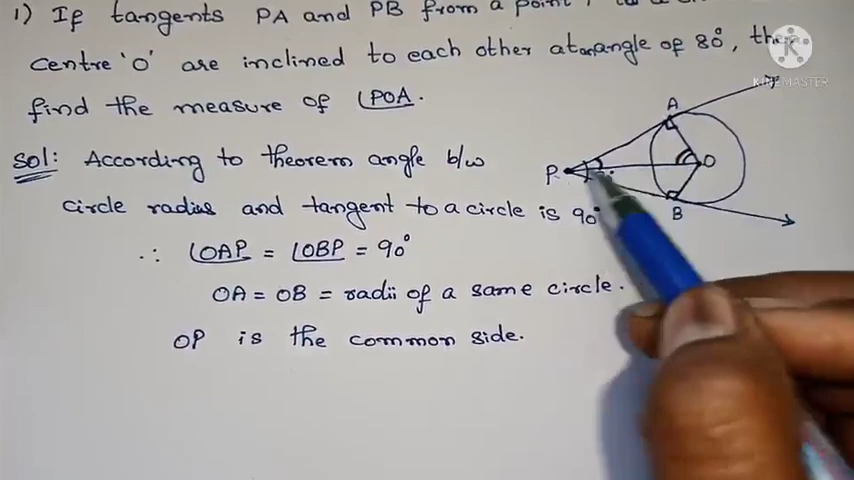 1) If tangents PA and PB from a point
centre 'O' are inclined to each other at an angle of 80°, then
find the measure of ∠POA.
Sol: According to theorem angle b/w
circle radius and tangent to a circle is 90°
∴ ∠OAP = ∠OBP = 90°
OA = OB = radii of a same circle.
OP is the common side.
A
P
O
B
KINEMASTER